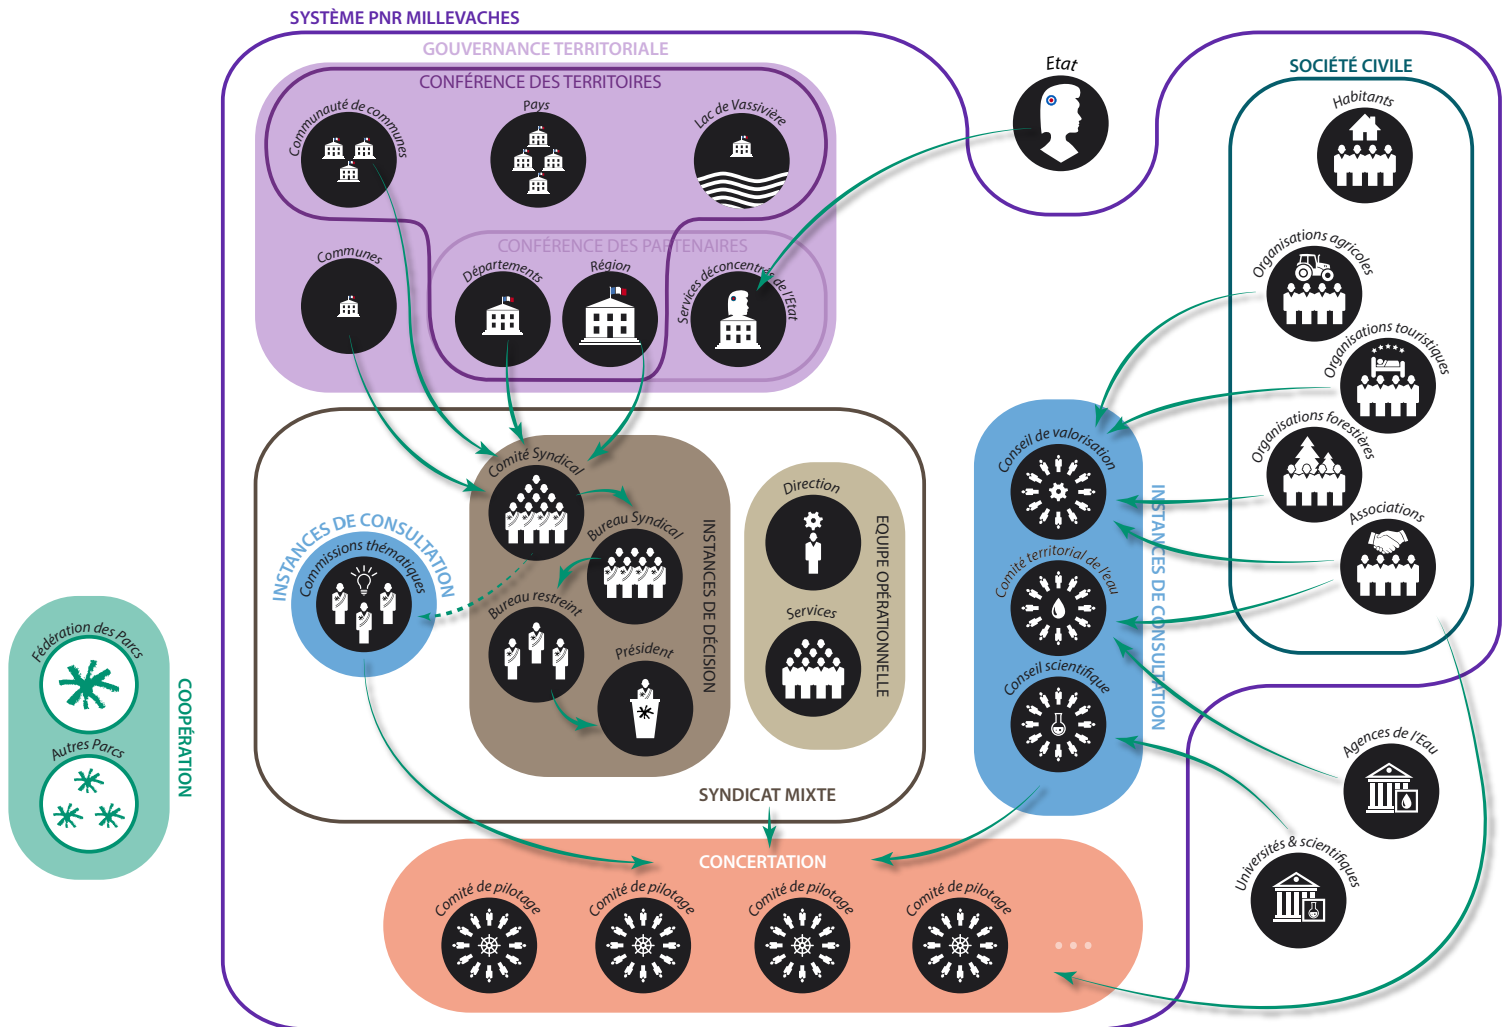 SYSTÈME PNR MILLEVACHES
GOUVERNANCE TERRITORIALE
CONFÉRENCE DES TERRITOIRES
Communauté de communes
Pays
Lac de Vassivière
Etat
SOCIÉTÉ CIVILE
Habitants
Communes
CONFÉRENCE DES PARTENAIRES
Départements
Région
Services déconcentrés de l'Etat
Organisations agricoles
Organisations touristiques
Organisations forestières
Associations
INSTANCES DE CONSULTATION
Commissions thématiques
Comité Syndical
Bureau Syndical
Bureau restreint
Président
INSTANCES DE DÉCISION
Direction
Services
EQUIPE OPÉRATIONNELLE
Conseil de valorisation
Comité territorial de l'eau
Conseil scientifique
INSTANCES DE CONSULTATION
Fédération des Parcs
Autres Parcs
COOPÉRATION
SYNDICAT MIXTE
Agences de l'Eau
Universités & scientifiques
CONCERTATION
Comité de pilotage
Comité de pilotage
Comité de pilotage
Comité de pilotage
...